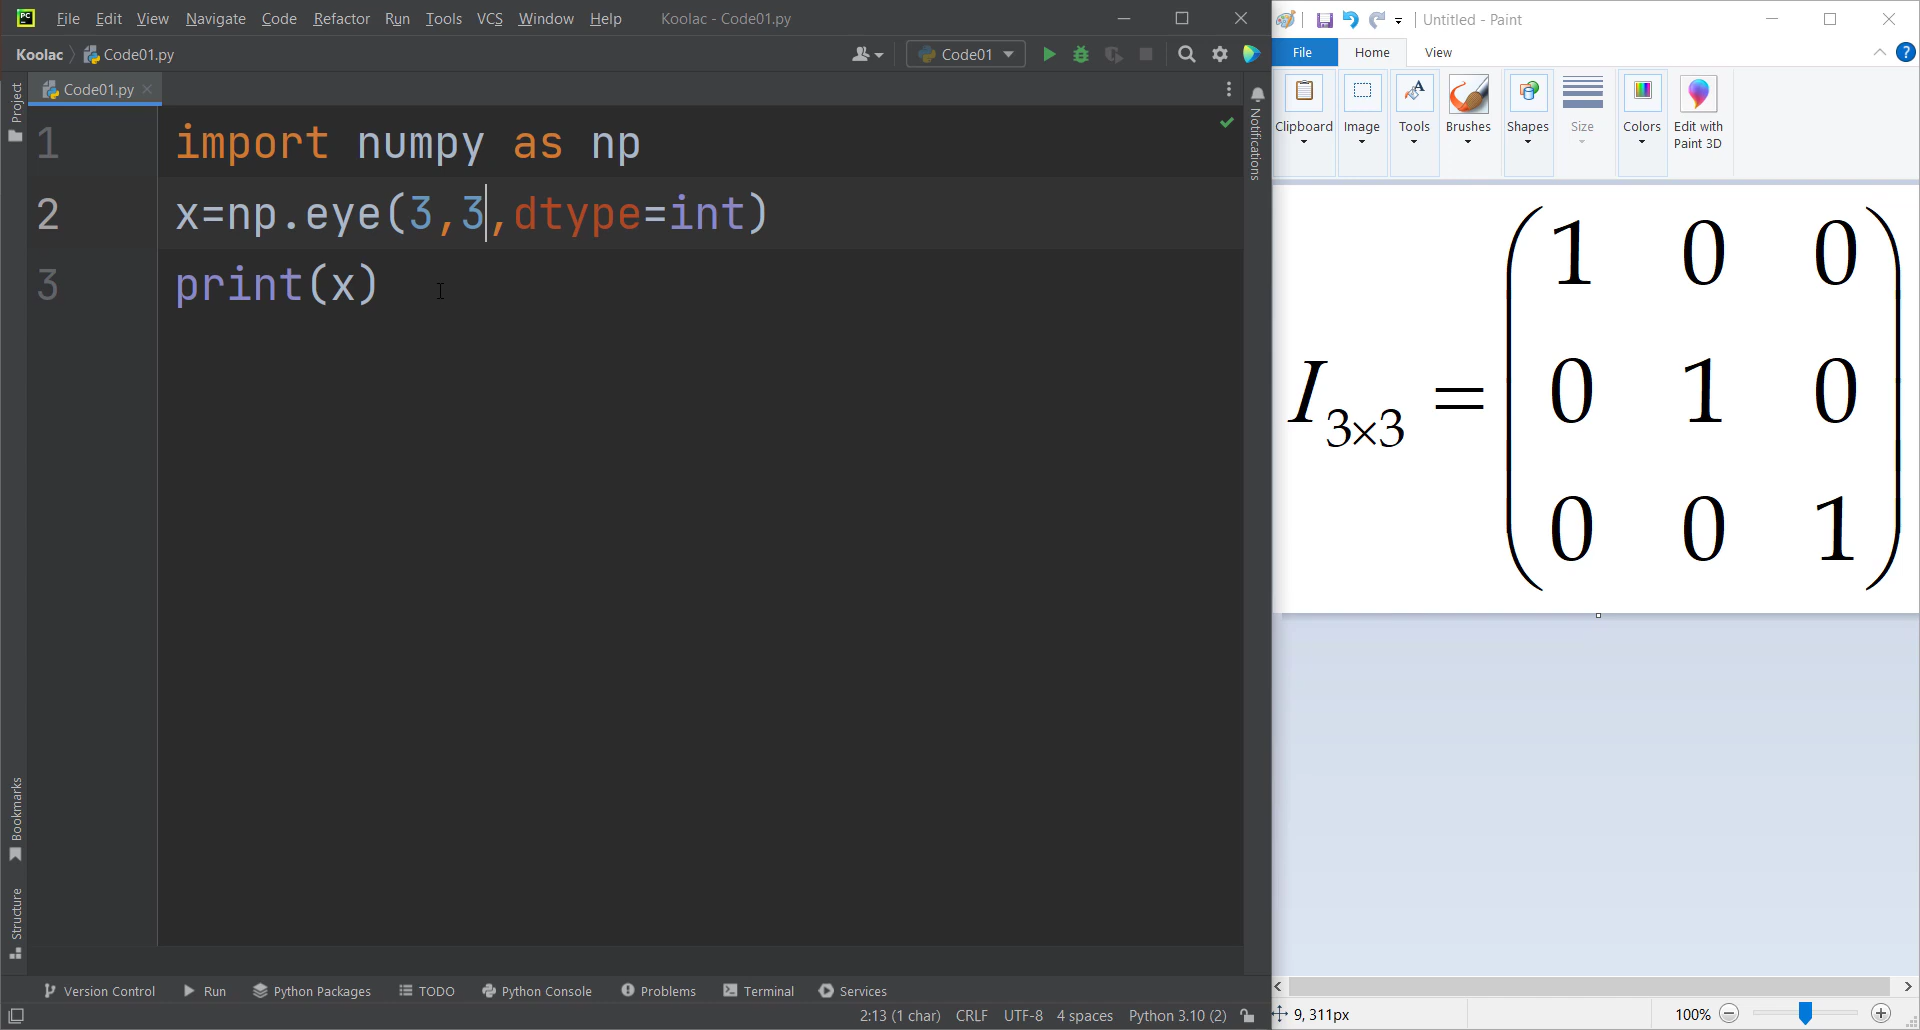 File Edit View Navigate Code Refactor Run Tools VCS Window Help Koolac - Code01.py
Koolac Code01.py Code01
Code01.py
Project
Notifications
1 import numpy as np
2 x=np.eye(3,3,dtype=int)
3 print(x)
Bookmarks
Structure
Version Control Run Python Packages TODO Python Console Problems Terminal Services
2:13 (1 char) CRLF UTF-8 4 spaces Python 3.10 (2)
Untitled - Paint
File Home View
Clipboard Image Tools Brushes Shapes Size Colors Edit with
Paint 3D
1 0 0
I3×3 = 0 1 0
0 0 1
9, 311px 100%